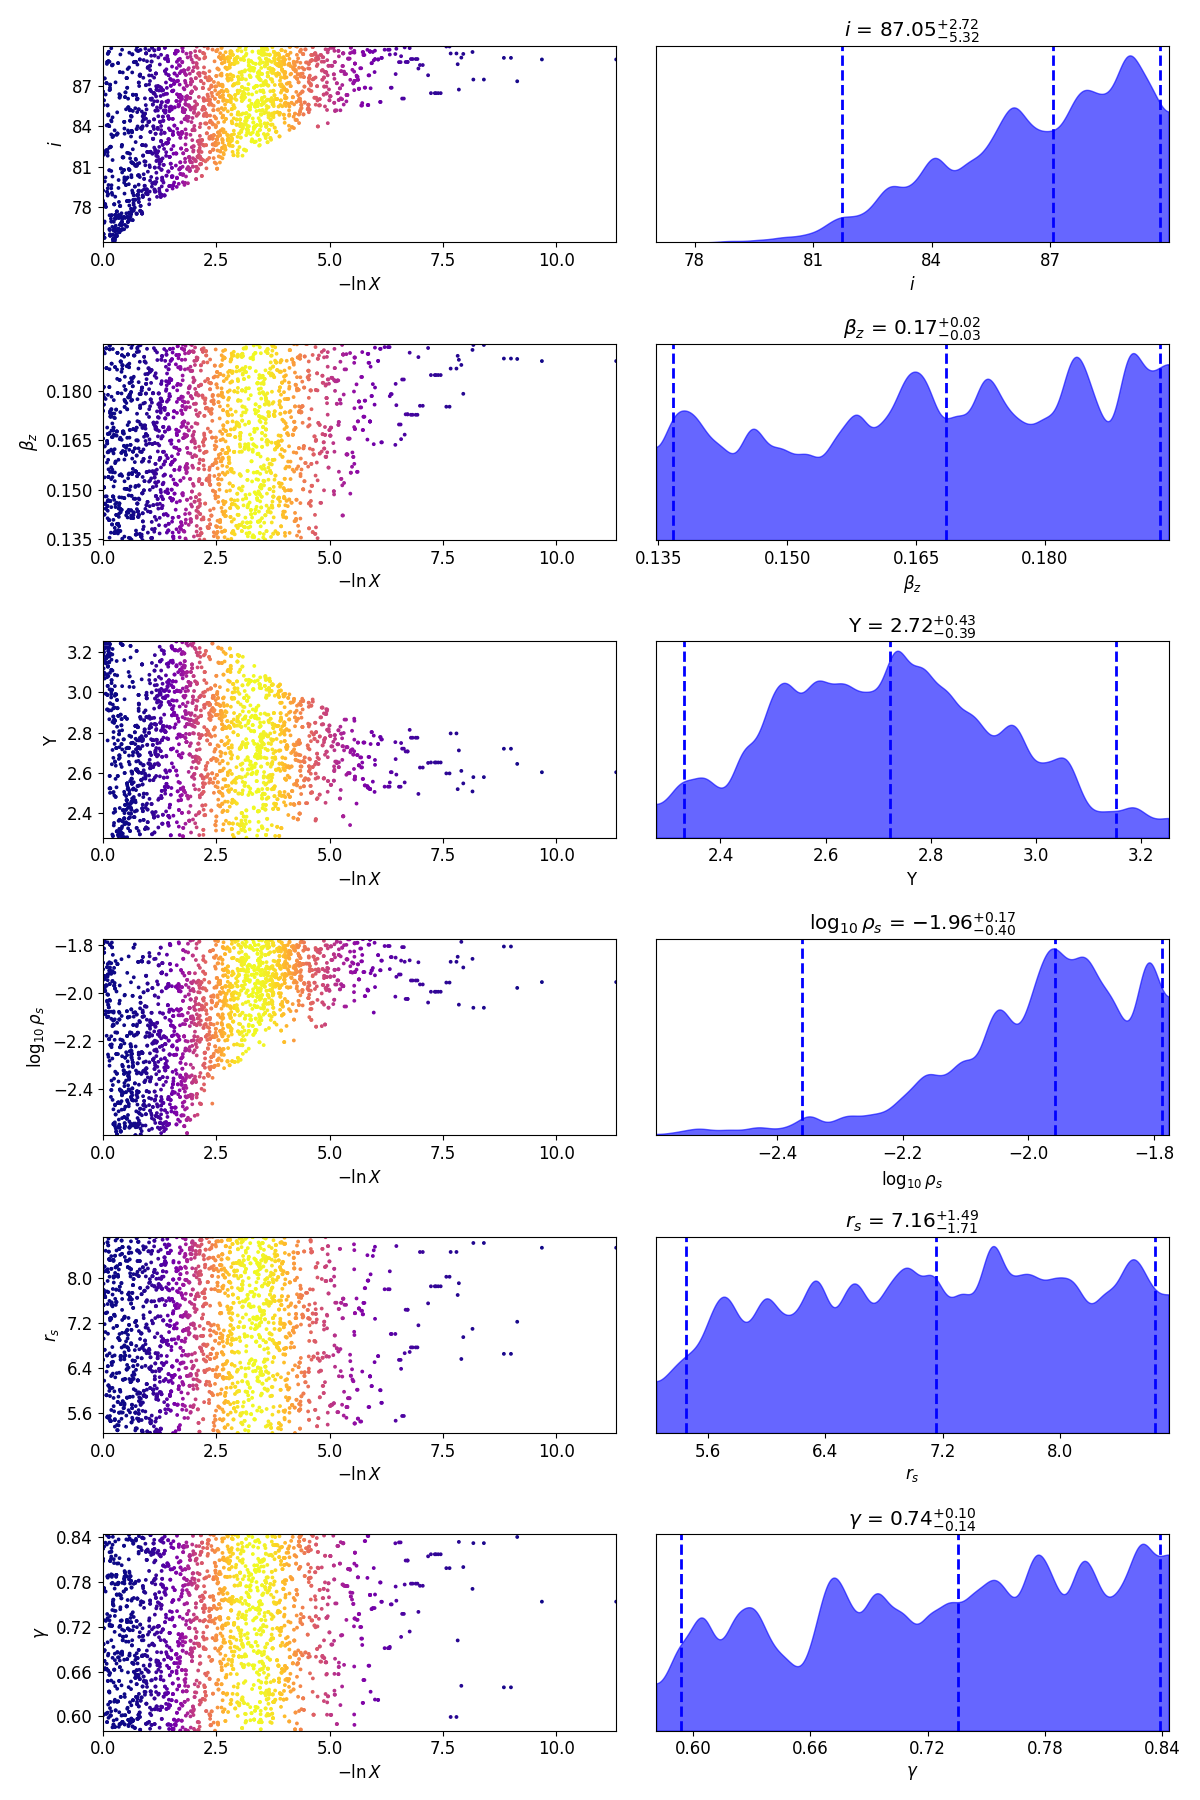 i = 87.05 +2.72 −5.32
87
84
81
78
i
0.0 2.5 5.0 7.5 10.0
−ln X
78 81 84 87
i
β_z = 0.17 +0.02 −0.03
0.180
0.165
0.150
0.135
β_z
0.0 2.5 5.0 7.5 10.0
−ln X
0.135 0.150 0.165 0.180
β_z
Y = 2.72 +0.43 −0.39
3.2
3.0
2.8
2.6
2.4
Y
0.0 2.5 5.0 7.5 10.0
−ln X
2.4 2.6 2.8 3.0 3.2
Y
log₁₀ ρ_s = −1.96 +0.17 −0.40
−1.8
−2.0
−2.2
−2.4
log₁₀ ρ_s
0.0 2.5 5.0 7.5 10.0
−ln X
−2.4 −2.2 −2.0 −1.8
log₁₀ ρ_s
r_s = 7.16 +1.49 −1.71
8.0
7.2
6.4
5.6
r_s
0.0 2.5 5.0 7.5 10.0
−ln X
5.6 6.4 7.2 8.0
r_s
γ = 0.74 +0.10 −0.14
0.84
0.78
0.72
0.66
0.60
γ
0.0 2.5 5.0 7.5 10.0
−ln X
0.60 0.66 0.72 0.78 0.84
γ